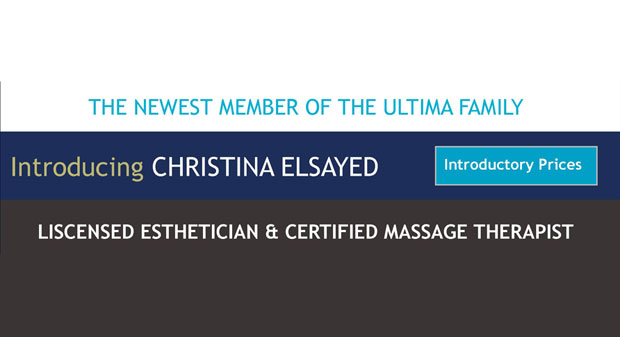 THE NEWEST MEMBER OF THE ULTIMA FAMILY
Introducing CHRISTINA ELSAYED
Introductory Prices
LISCENSED ESTHETICIAN & CERTIFIED MASSAGE THERAPIST